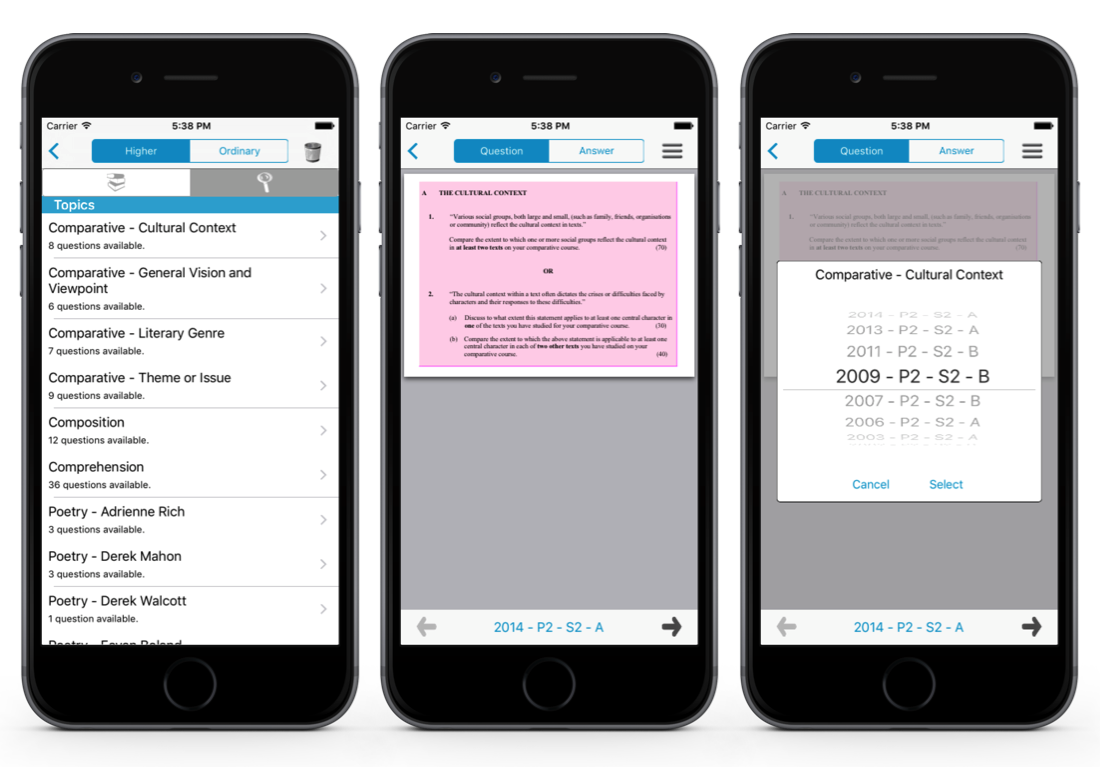 Carrier 5:38 PM
Higher Ordinary
Topics
Comparative - Cultural Context
8 questions available.
Comparative - General Vision and
Viewpoint
6 questions available.
Comparative - Literary Genre
7 questions available.
Comparative - Theme or Issue
9 questions available.
Composition
12 questions available.
Comprehension
36 questions available.
Poetry - Adrienne Rich
3 questions available.
Poetry - Derek Mahon
3 questions available.
Poetry - Derek Walcott
1 question available.
Carrier 5:38 PM
Question Answer
A THE CULTURAL CONTEXT
1. "Various social groups, both large and small, (such as family, friends, organisations
or community) reflect the cultural context in texts."
Compare the extent to which one or more social groups reflect the cultural context
in at least two texts on your comparative course. (70)
OR
2. "The cultural context within a text often dictates the crises or difficulties faced by
characters and their responses to these difficulties."
(a) Discuss to what extent this statement applies to at least one central character in
one of the texts you have studied for your comparative course. (30)
(b) Compare the extent to which the above statement is applicable to at least one
central character in each of two other texts you have studied on your
comparative course. (40)
2014 - P2 - S2 - A
Carrier 5:38 PM
Question Answer
A THE CULTURAL CONTEXT
1. "Various social groups, both large and small, (such as family, friends, organisations
or community) reflect the cultural context in texts."
Compare the extent to which one or more social groups reflect the cultural context
in at least two texts on your comparative course. (70)
Comparative - Cultural Context
2014 - P2 - S2 - A
2013 - P2 - S2 - A
2011 - P2 - S2 - B
2009 - P2 - S2 - B
2007 - P2 - S2 - B
2006 - P2 - S2 - A
2003 - P2 - S2 - A
Cancel Select
2014 - P2 - S2 - A